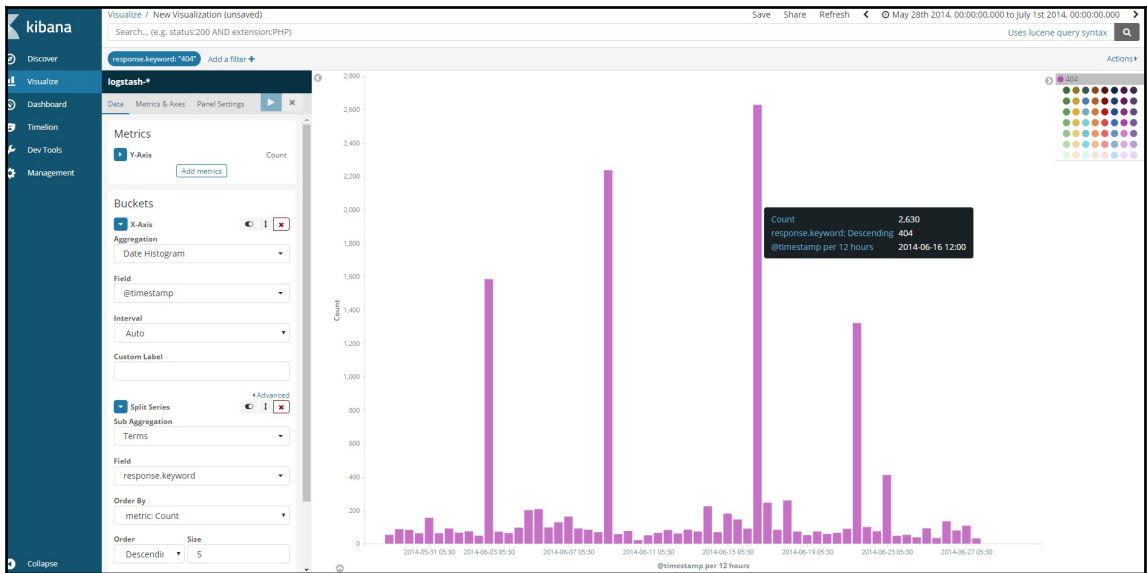 kibana
Discover
Visualize
Dashboard
Timelion
Dev Tools
Management
Collapse
Visualize / New Visualization (unsaved)
Save Share Refresh May 28th 2014, 00:00:00.000 to July 1st 2014, 00:00:00.000
Search... (e.g. status:200 AND extension:PHP)
Uses lucene query syntax
response.keyword: "404" Add a filter +
Actions
logstash-*
Data Metrics & Axes Panel Settings
Metrics
Y-Axis Count
Add metrics
Buckets
X-Axis
Aggregation
Date Histogram
Field
@timestamp
Interval
Auto
Custom Label
Advanced
Split Series
Sub Aggregation
Terms
Field
response.keyword
Order By
metric: Count
Order Size
Descendir 5
2,800
2,600
2,400
2,200
2,000
1,800
1,600
1,400
1,200
1,000
800
600
400
200
0
Count
404
Count 2,630
response.keyword: Descending 404
@timestamp per 12 hours 2014-06-16 12:00
2014-05-31 05:30 2014-06-03 05:30 2014-06-07 05:30 2014-06-11 05:30 2014-06-15 05:30 2014-06-19 05:30 2014-06-23 05:30 2014-06-27 05:30
@timestamp per 12 hours